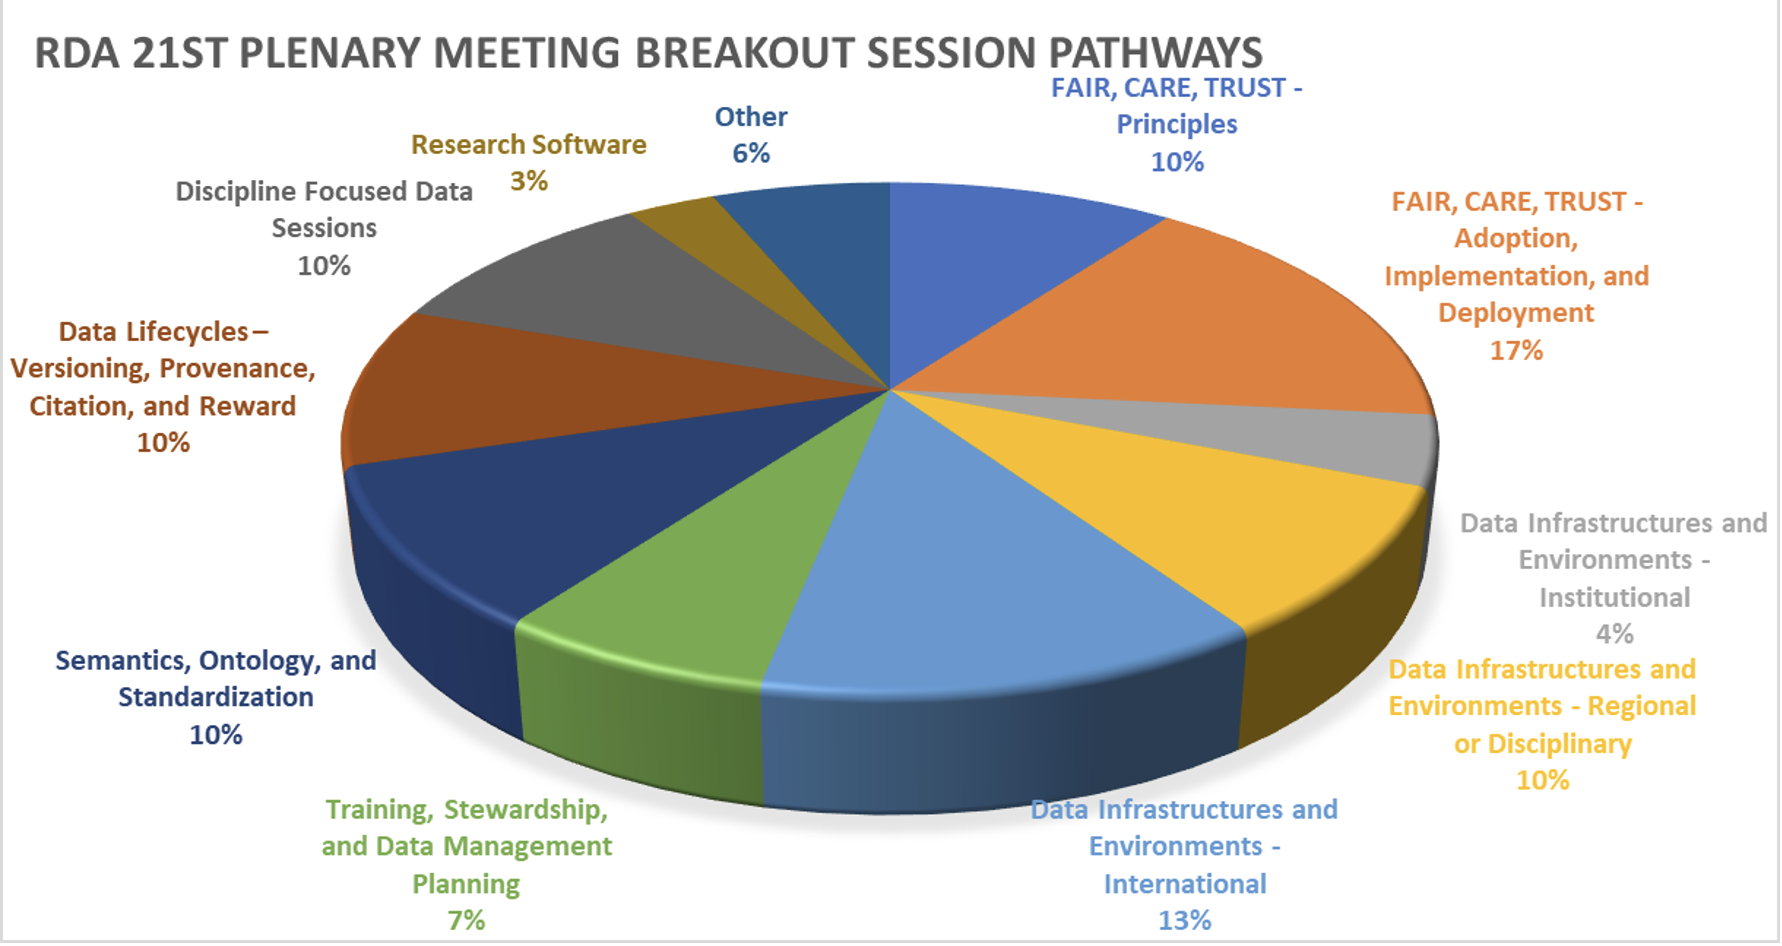 RDA 21ST PLENARY MEETING BREAKOUT SESSION PATHWAYS
FAIR, CARE, TRUST -
Principles
10%
FAIR, CARE, TRUST -
Adoption,
Implementation, and
Deployment
17%
Data Infrastructures and
Environments -
Institutional
4%
Data Infrastructures and
Environments - Regional
or Disciplinary
10%
Data Infrastructures and
Environments -
International
13%
Training, Stewardship,
and Data Management
Planning
7%
Semantics, Ontology, and
Standardization
10%
Data Lifecycles–
Versioning, Provenance,
Citation, and Reward
10%
Discipline Focused Data
Sessions
10%
Research Software
3%
Other
6%